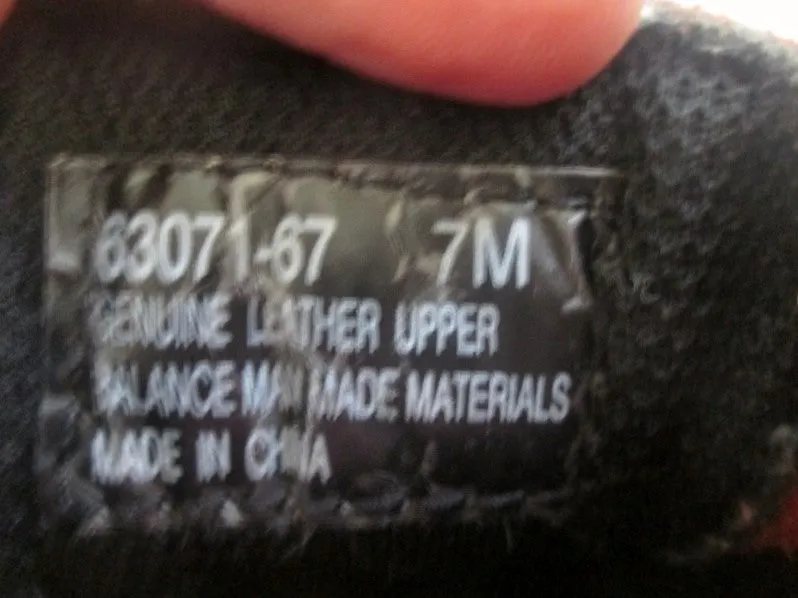 63071-67 7M
GENUINE LEATHER UPPER
BALANCE MAN MADE MATERIALS
MADE IN CHINA